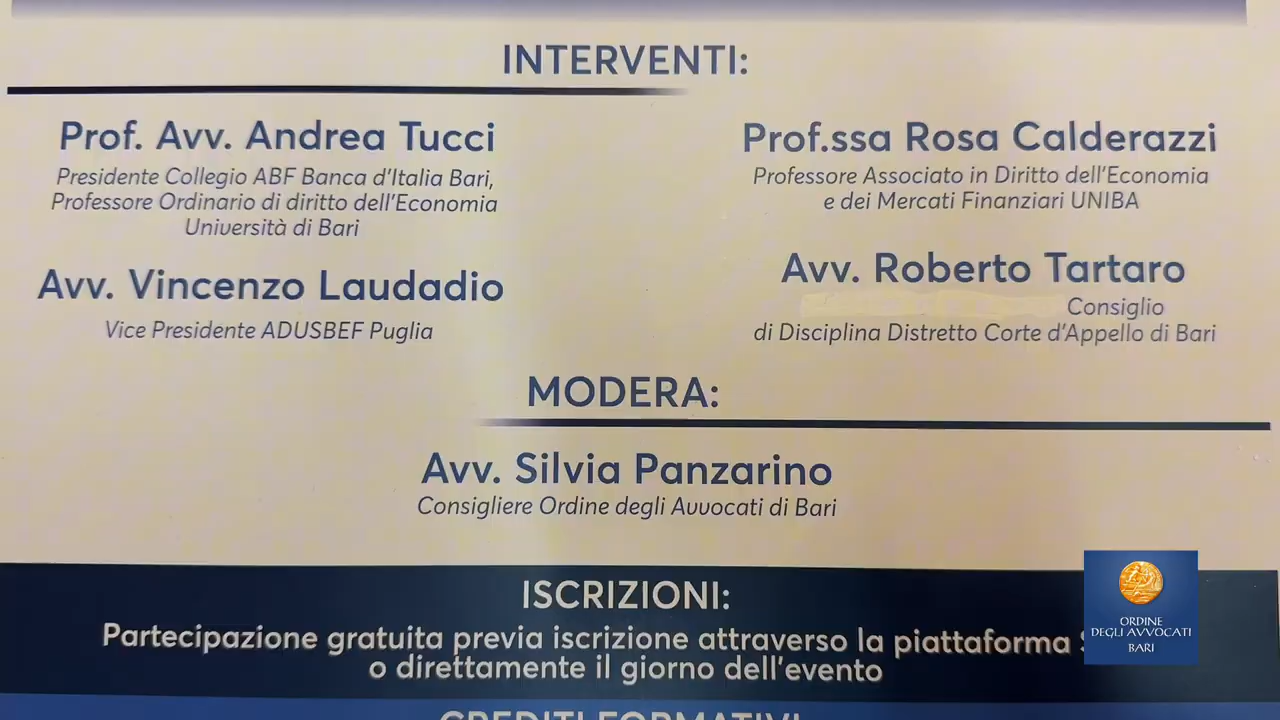 INTERVENTI:
Prof. Avv. Andrea Tucci
Presidente Collegio ABF Banca d'Italia Bari,
Professore Ordinario di diritto dell'Economia
Università di Bari
Avv. Vincenzo Laudadio
Vice Presidente ADUSBEF Puglia
Prof.ssa Rosa Calderazzi
Professore Associato in Diritto dell'Economia
e dei Mercati Finanziari UNIBA
Avv. Roberto Tartaro
Consiglio
di Disciplina Distretto Corte d'Appello di Bari
MODERA:
Avv. Silvia Panzarino
Consigliere Ordine degli Avvocati di Bari
ISCRIZIONI:
Partecipazione gratuita previa iscrizione attraverso la piattaforma
o direttamente il giorno dell'evento
CREDITI FORMATIVI
ORDINE
DEGLI AVVOCATI
BARI